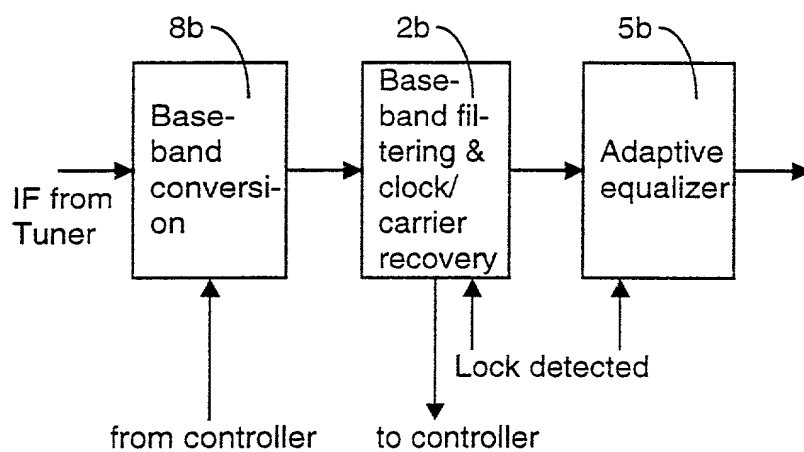 8b
2b
5b
Base-
band
conversi-
on
Base-
band fil-
tering &
clock/
carrier
recovery
Adaptive
equalizer
IF from
Tuner
Lock detected
from controller
to controller